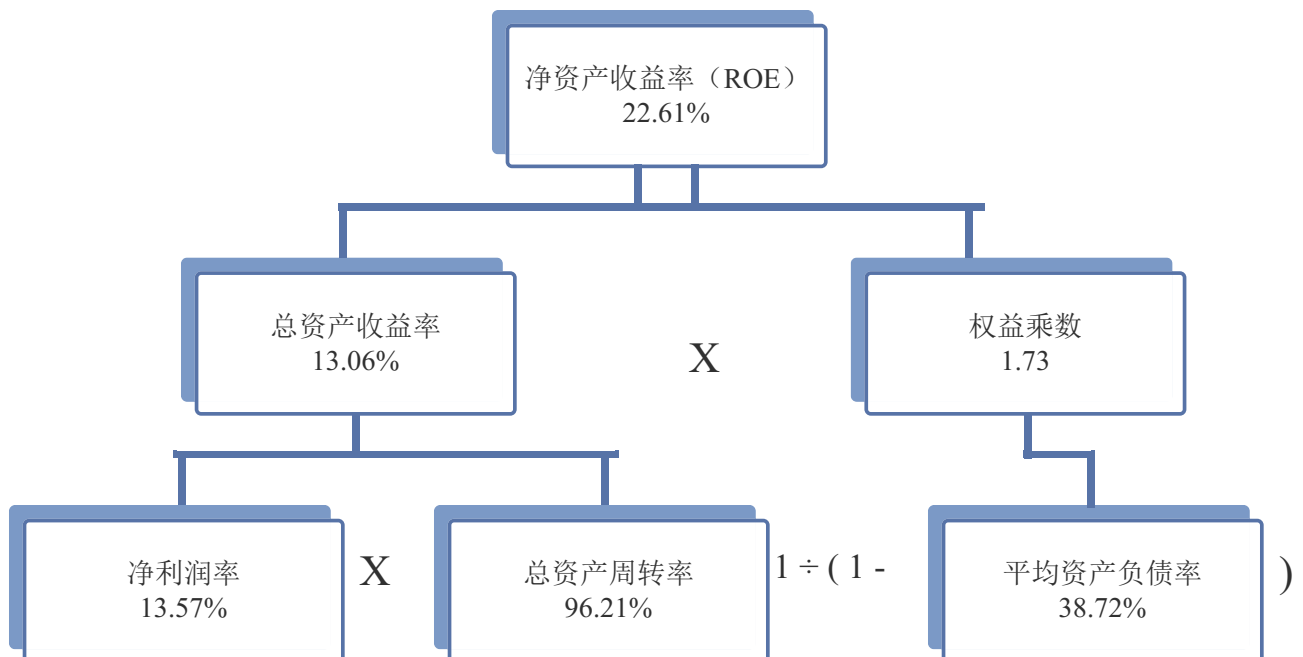 净资产收益率（ROE）
22.61%
总资产收益率
13.06%
X
权益乘数
1.73
净利润率
13.57%
X
总资产周转率
96.21%
1 ÷ ( 1 -
平均资产负债率
38.72%
)